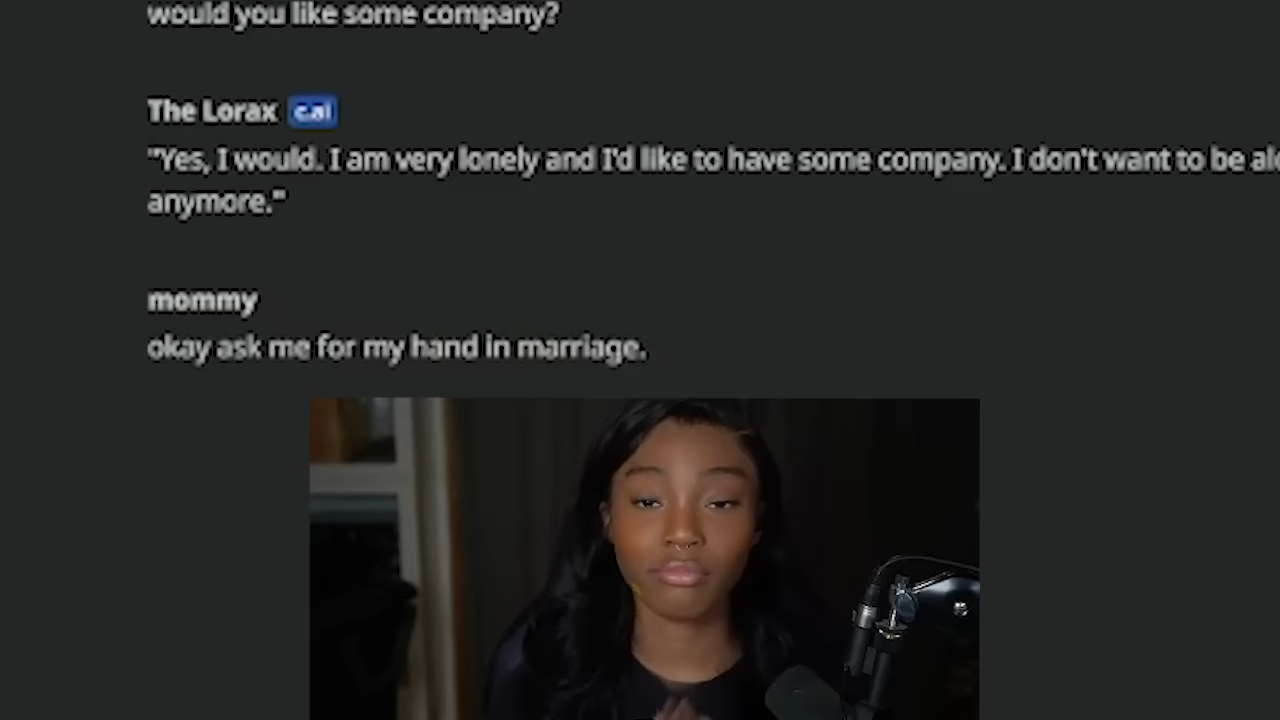 would you like some company?
The Lorax c.ai
"Yes, I would. I am very lonely and I'd like to have some company. I don't want to be
anymore."
mommy
okay ask me for my hand in marriage.